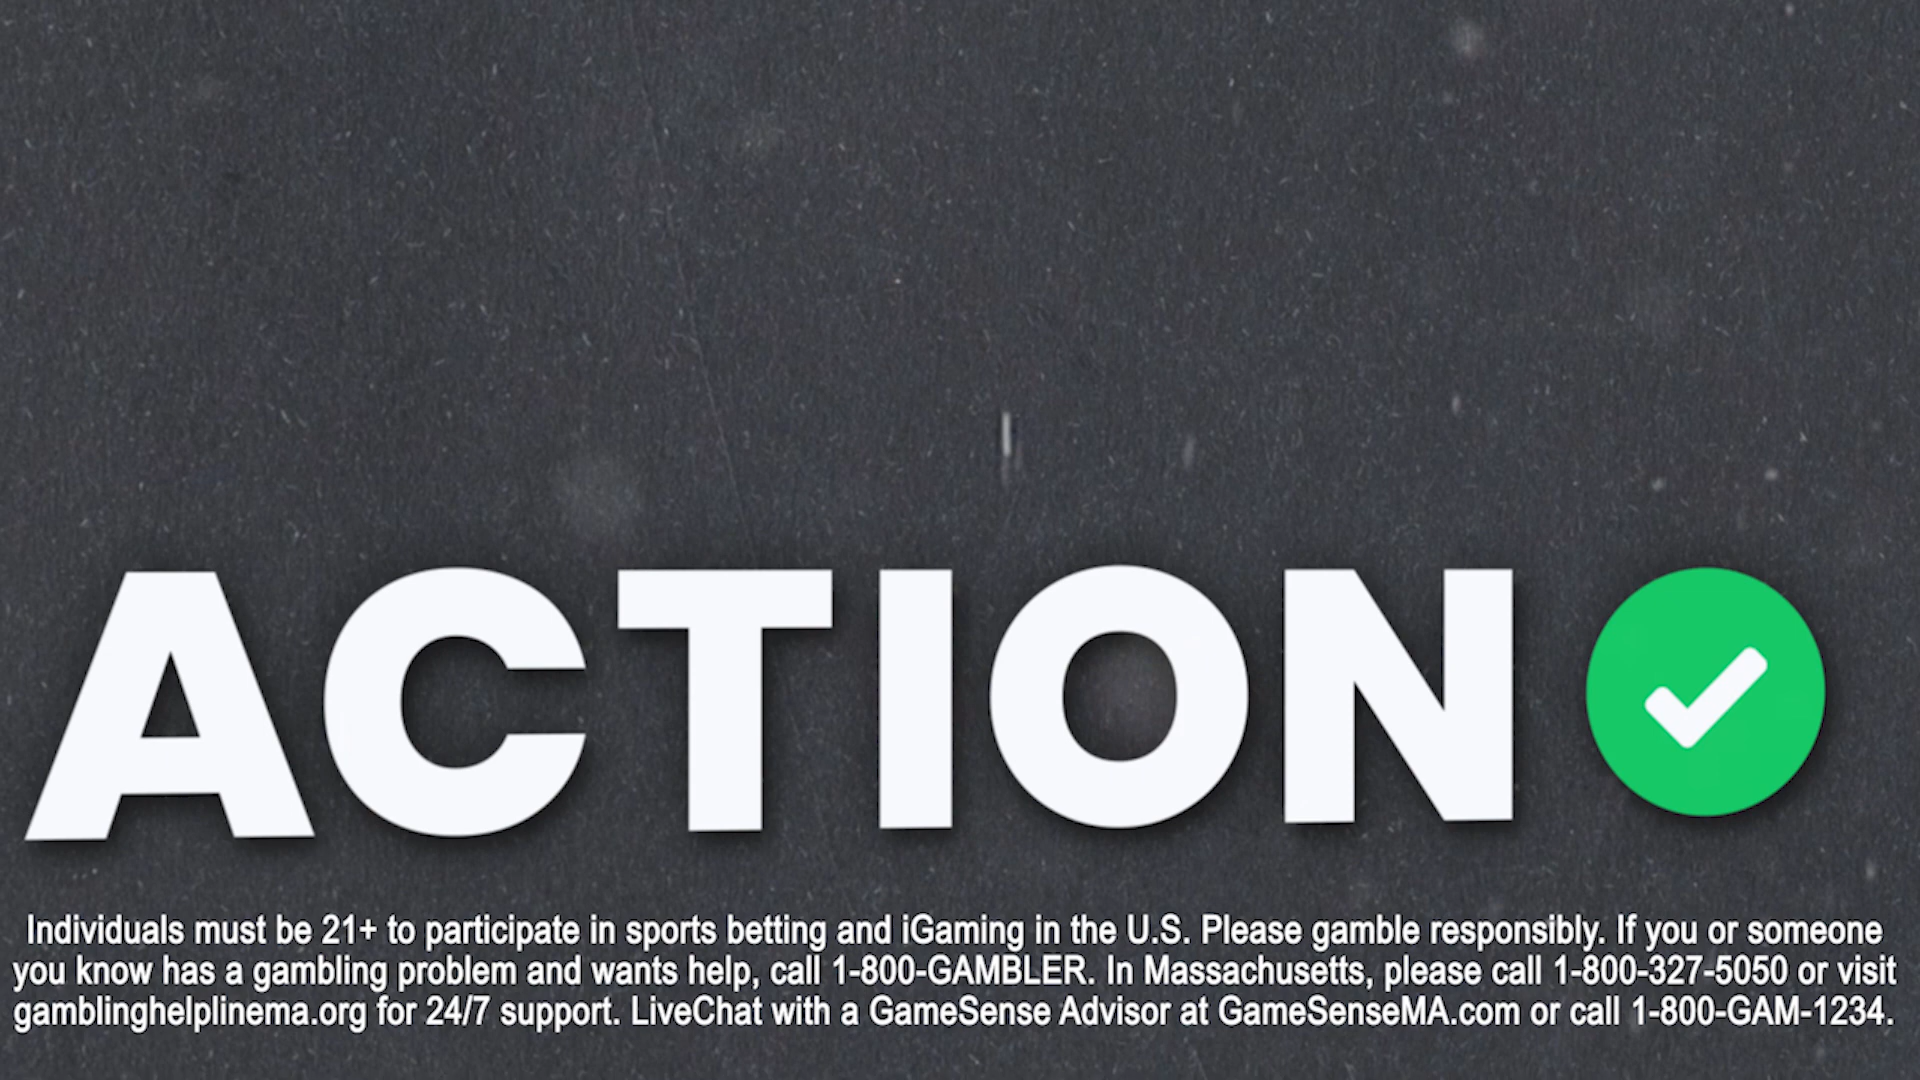 ACTION
Individuals must be 21+ to participate in sports betting and iGaming in the U.S. Please gamble responsibly. If you or someone
you know has a gambling problem and wants help, call 1-800-GAMBLER. In Massachusetts, please call 1-800-327-5050 or visit
gamblinghelplinema.org for 24/7 support. LiveChat with a GameSense Advisor at GameSenseMA.com or call 1-800-GAM-1234.